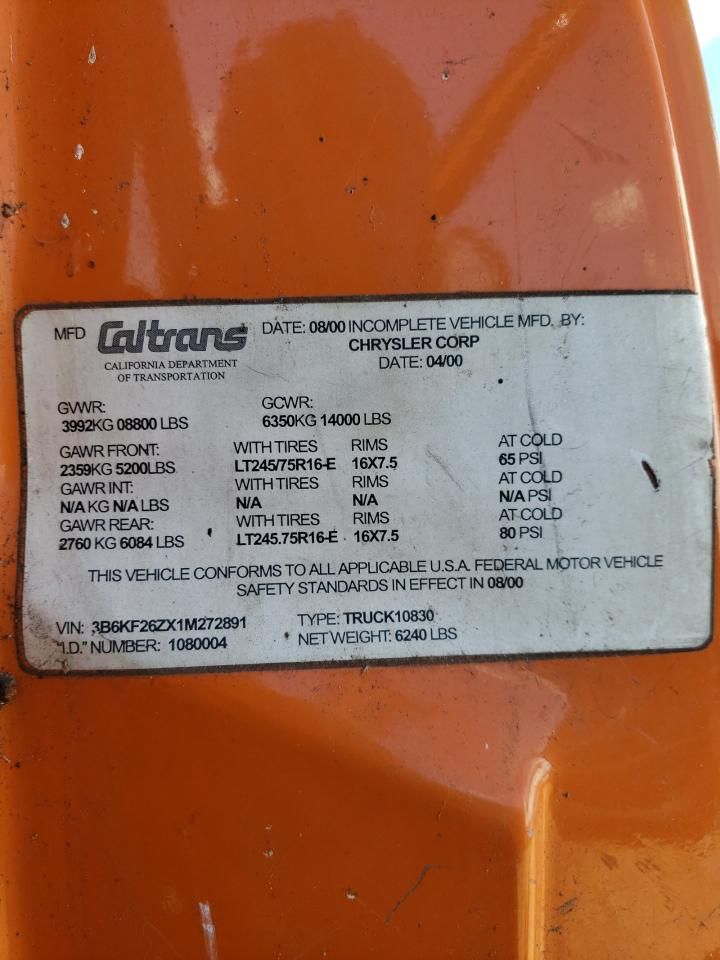 MFD Caltrans DATE: 08/00 INCOMPLETE VEHICLE MFD. BY:
CALIFORNIA DEPARTMENT CHRYSLER CORP
OF TRANSPORTATION DATE: 04/00
GVWR: GCWR:
3992KG 08800 LBS 6350KG 14000 LBS
GAWR FRONT: WITH TIRES RIMS AT COLD
2359KG 5200LBS LT245/75R16-E 16X7.5 65 PSI
GAWR INT: WITH TIRES RIMS AT COLD
N/A KG N/A LBS N/A N/A N/A PSI
GAWR REAR: WITH TIRES RIMS AT COLD
2760 KG 6084 LBS LT245.75R16-E 16X7.5 80 PSI
THIS VEHICLE CONFORMS TO ALL APPLICABLE U.S.A. FEDERAL MOTOR VEHICLE
SAFETY STANDARDS IN EFFECT IN 08/00
VIN: 3B6KF26ZX1M272891 TYPE: TRUCK10830
"I.D." NUMBER: 1080004 NET WEIGHT: 6240 LBS